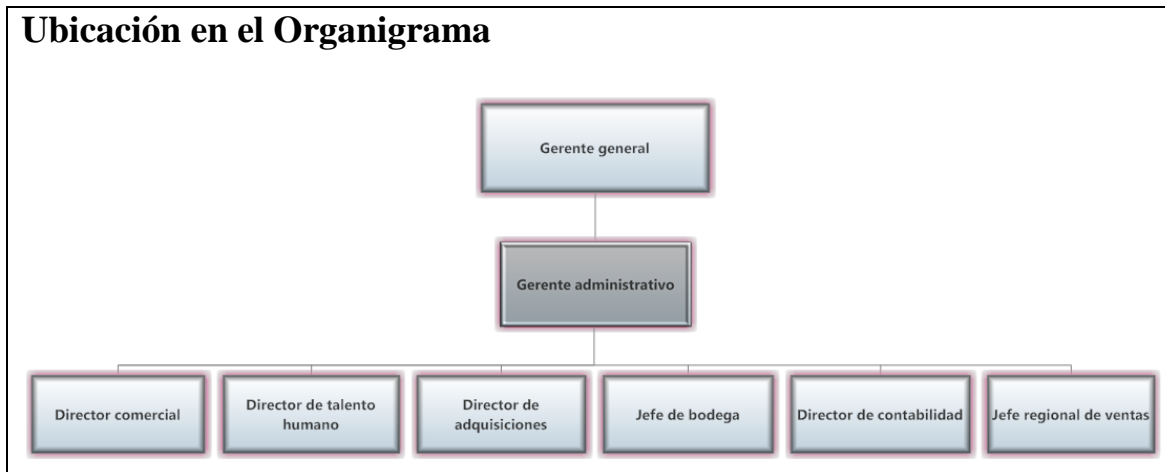 Ubicación en el Organigrama
Gerente general
Gerente administrativo
Director comercial
Director de talento
humano
Director de
adquisiciones
Jefe de bodega
Director de contabilidad
Jefe regional de ventas